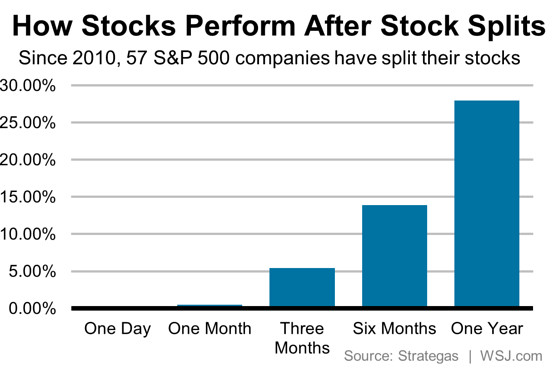 How Stocks Perform After Stock Splits
Since 2010, 57 S&P 500 companies have split their stocks
30.00%
25.00%
20.00%
15.00%
10.00%
5.00%
0.00%
One Day One Month Three Months Six Months One Year
Source: Strategas | WSJ.com